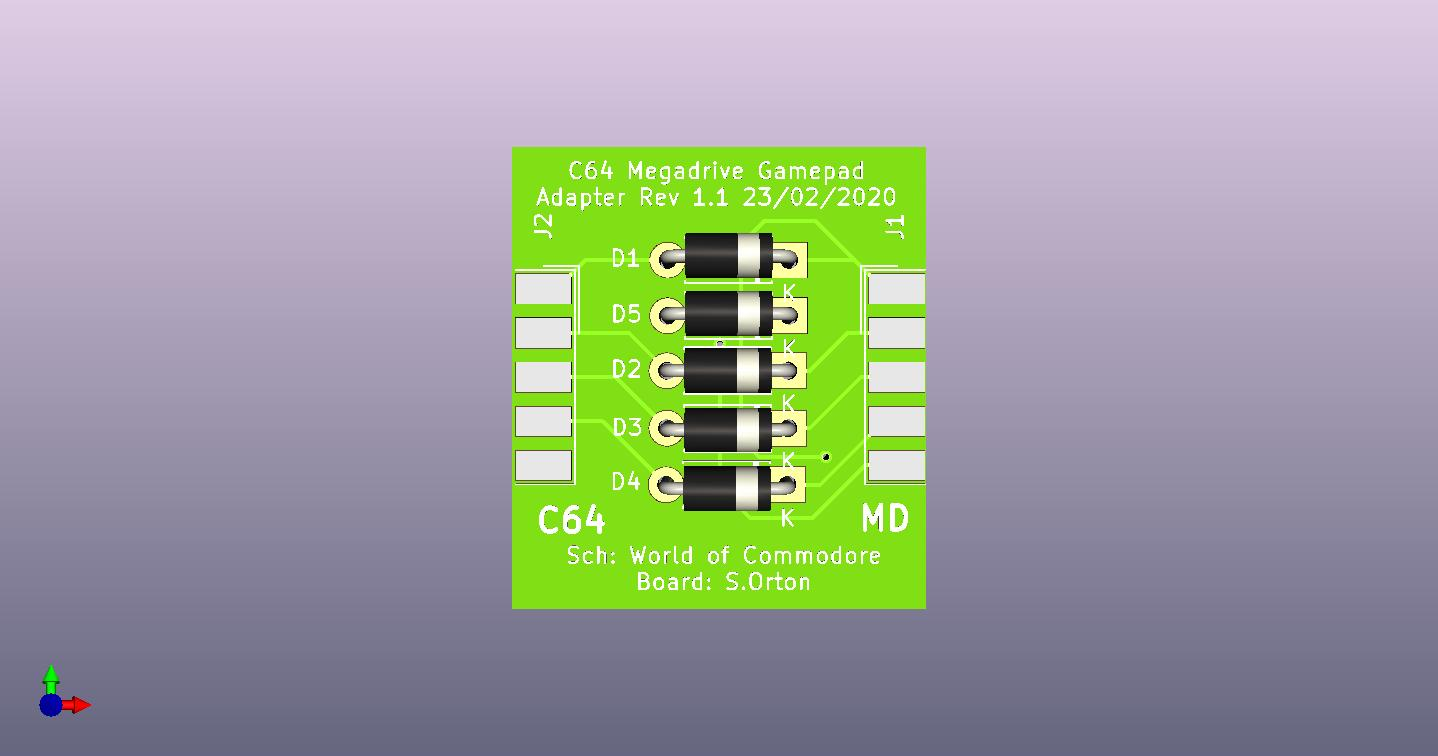 C64 Megadrive Gamepad
Adapter Rev 1.1 23/02/2020
J2
J1
D1
K
D5
K
D2
K
D3
K
D4
K
C64
MD
Sch: World of Commodore
Board: S.Orton